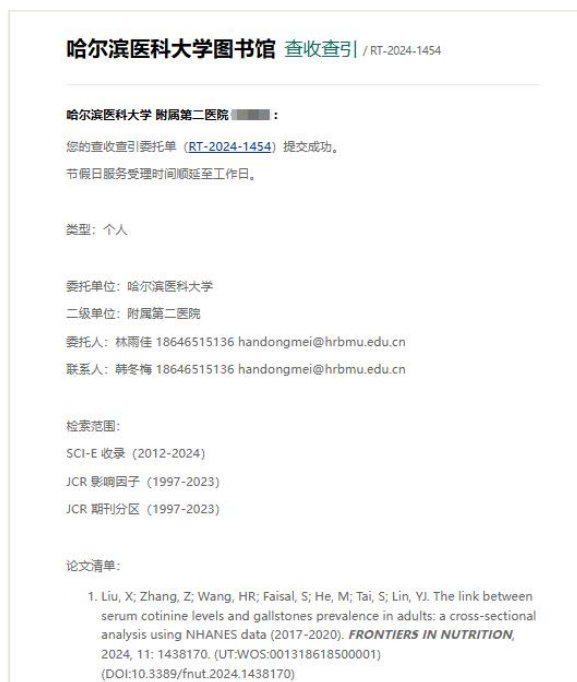 哈尔滨医科大学图书馆 查收查引 / RT-2024-1454
哈尔滨医科大学 附属第二医院 :
您的查收查引委托单（RT-2024-1454）提交成功。
节假日服务受理时间顺延至工作日。
类型：个人
委托单位：哈尔滨医科大学
二级单位：附属第二医院
委托人：林雨佳 18646515136 handongmei@hrbmu.edu.cn
联系人：韩冬梅 18646515136 handongmei@hrbmu.edu.cn
检索范围：
SCI-E 收录（2012-2024）
JCR 影响因子（1997-2023）
JCR 期刊分区（1997-2023）
论文清单：
1. Liu, X; Zhang, Z; Wang, HR; Faisal, S; He, M; Tai, S; Lin, YJ. The link between
serum cotinine levels and gallstones prevalence in adults: a cross-sectional
analysis using NHANES data (2017-2020). FRONTIERS IN NUTRITION,
2024, 11: 1438170. (UT:WOS:001318618500001)
(DOI:10.3389/fnut.2024.1438170)